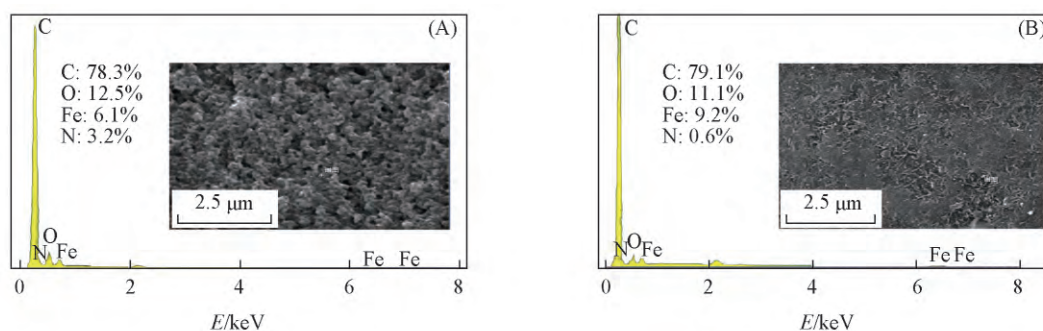 C
(A)
C: 78.3%
O: 12.5%
Fe: 6.1%
N: 3.2%
2.5 μm
O
N Fe
Fe Fe
0 2 4 6 8
E/keV
C
(B)
C: 79.1%
O: 11.1%
Fe: 9.2%
N: 0.6%
2.5 μm
N O Fe
Fe Fe
0 2 4 6 8
E/keV